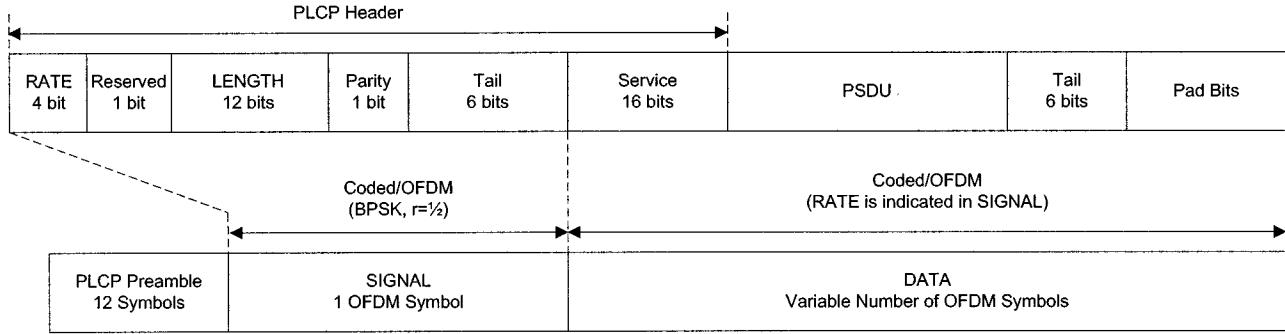 PLCP Header
RATE
4 bit
Reserved
1 bit
LENGTH
12 bits
Parity
1 bit
Tail
6 bits
Service
16 bits
PSDU
Tail
6 bits
Pad Bits
Coded/OFDM
(BPSK, r=½)
Coded/OFDM
(RATE is indicated in SIGNAL)
PLCP Preamble
12 Symbols
SIGNAL
1 OFDM Symbol
DATA
Variable Number of OFDM Symbols